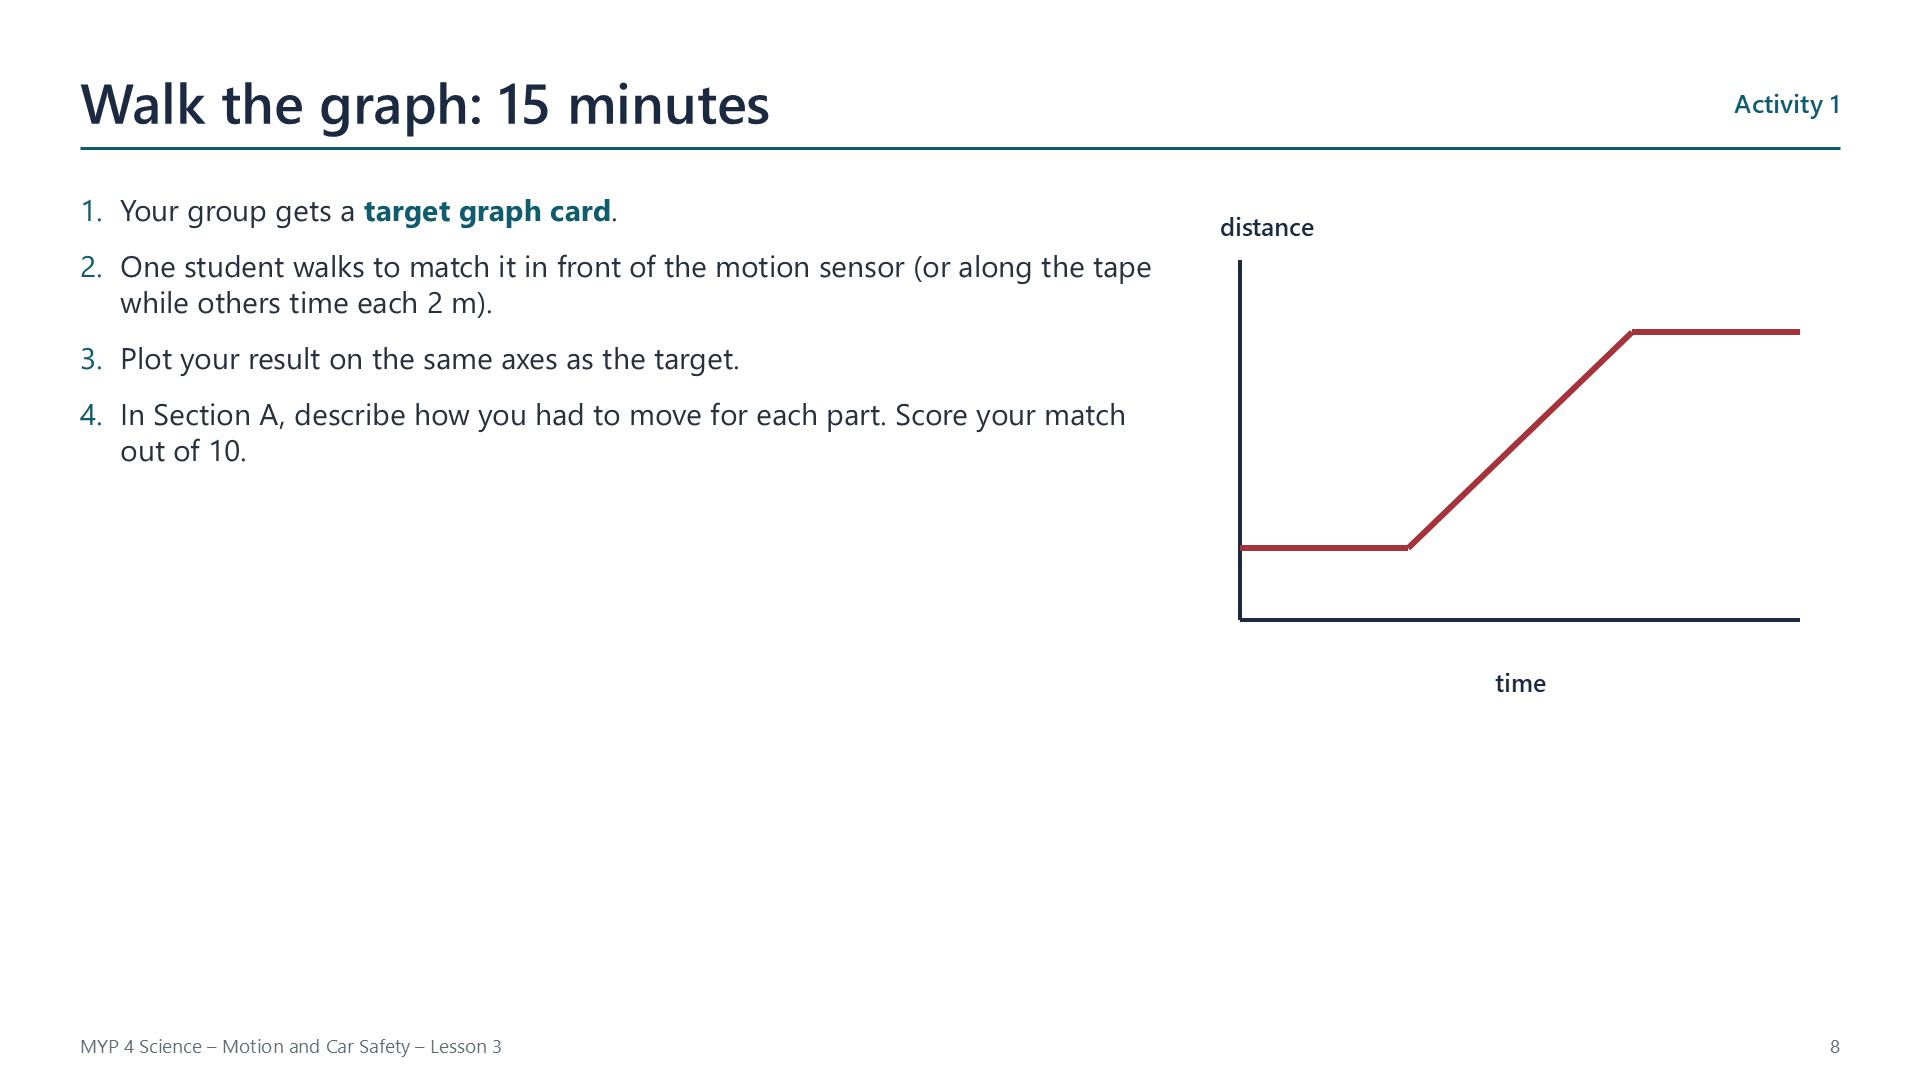 Walk the graph: 15 minutes
Activity 1
1. Your group gets a target graph card.
2. One student walks to match it in front of the motion sensor (or along the tape
while others time each 2 m).
3. Plot your result on the same axes as the target.
4. In Section A, describe how you had to move for each part. Score your match
out of 10.
distance
time
MYP 4 Science – Motion and Car Safety – Lesson 3
8